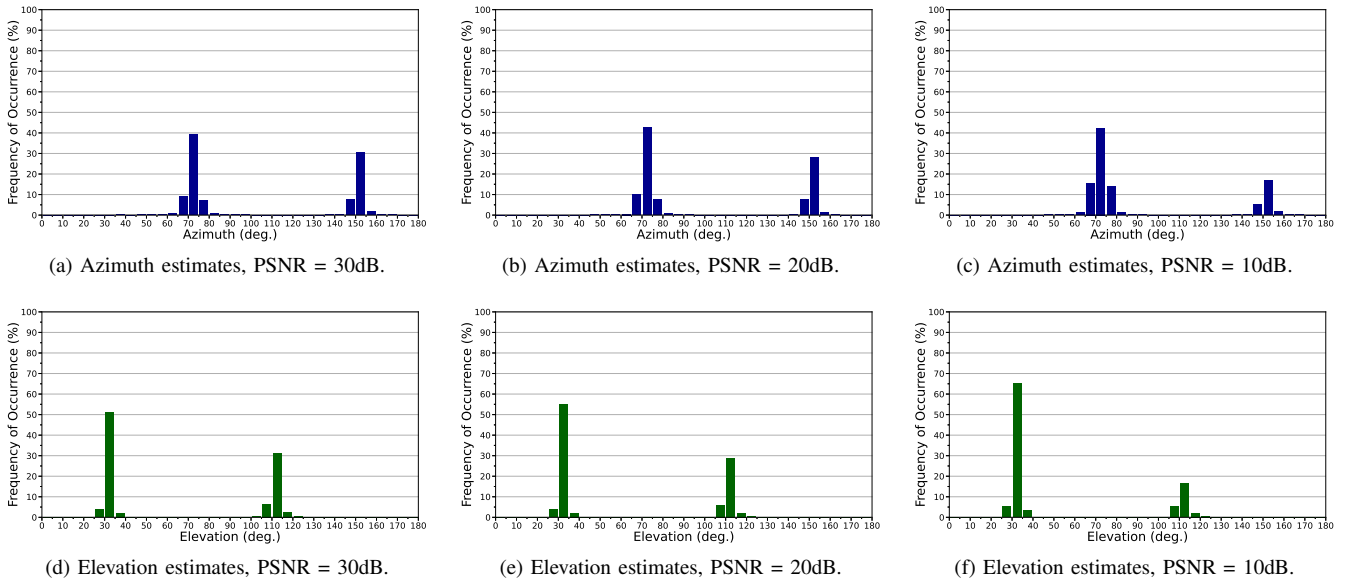 Frequency of Occurrence (%)
100
90
80
70
60
50
40
30
20
10
0
0 10 20 30 40 50 60 70 80 90 100 110 120 130 140 150 160 170 180
Azimuth (deg.)
(a) Azimuth estimates, PSNR = 30dB.
Frequency of Occurrence (%)
100
90
80
70
60
50
40
30
20
10
0
0 10 20 30 40 50 60 70 80 90 100 110 120 130 140 150 160 170 180
Azimuth (deg.)
(b) Azimuth estimates, PSNR = 20dB.
Frequency of Occurrence (%)
100
90
80
70
60
50
40
30
20
10
0
0 10 20 30 40 50 60 70 80 90 100 110 120 130 140 150 160 170 180
Azimuth (deg.)
(c) Azimuth estimates, PSNR = 10dB.
Frequency of Occurrence (%)
100
90
80
70
60
50
40
30
20
10
0
0 10 20 30 40 50 60 70 80 90 100 110 120 130 140 150 160 170 180
Elevation (deg.)
(d) Elevation estimates, PSNR = 30dB.
Frequency of Occurrence (%)
100
90
80
70
60
50
40
30
20
10
0
0 10 20 30 40 50 60 70 80 90 100 110 120 130 140 150 160 170 180
Elevation (deg.)
(e) Elevation estimates, PSNR = 20dB.
Frequency of Occurrence (%)
100
90
80
70
60
50
40
30
20
10
0
0 10 20 30 40 50 60 70 80 90 100 110 120 130 140 150 160 170 180
Elevation (deg.)
(f) Elevation estimates, PSNR = 10dB.